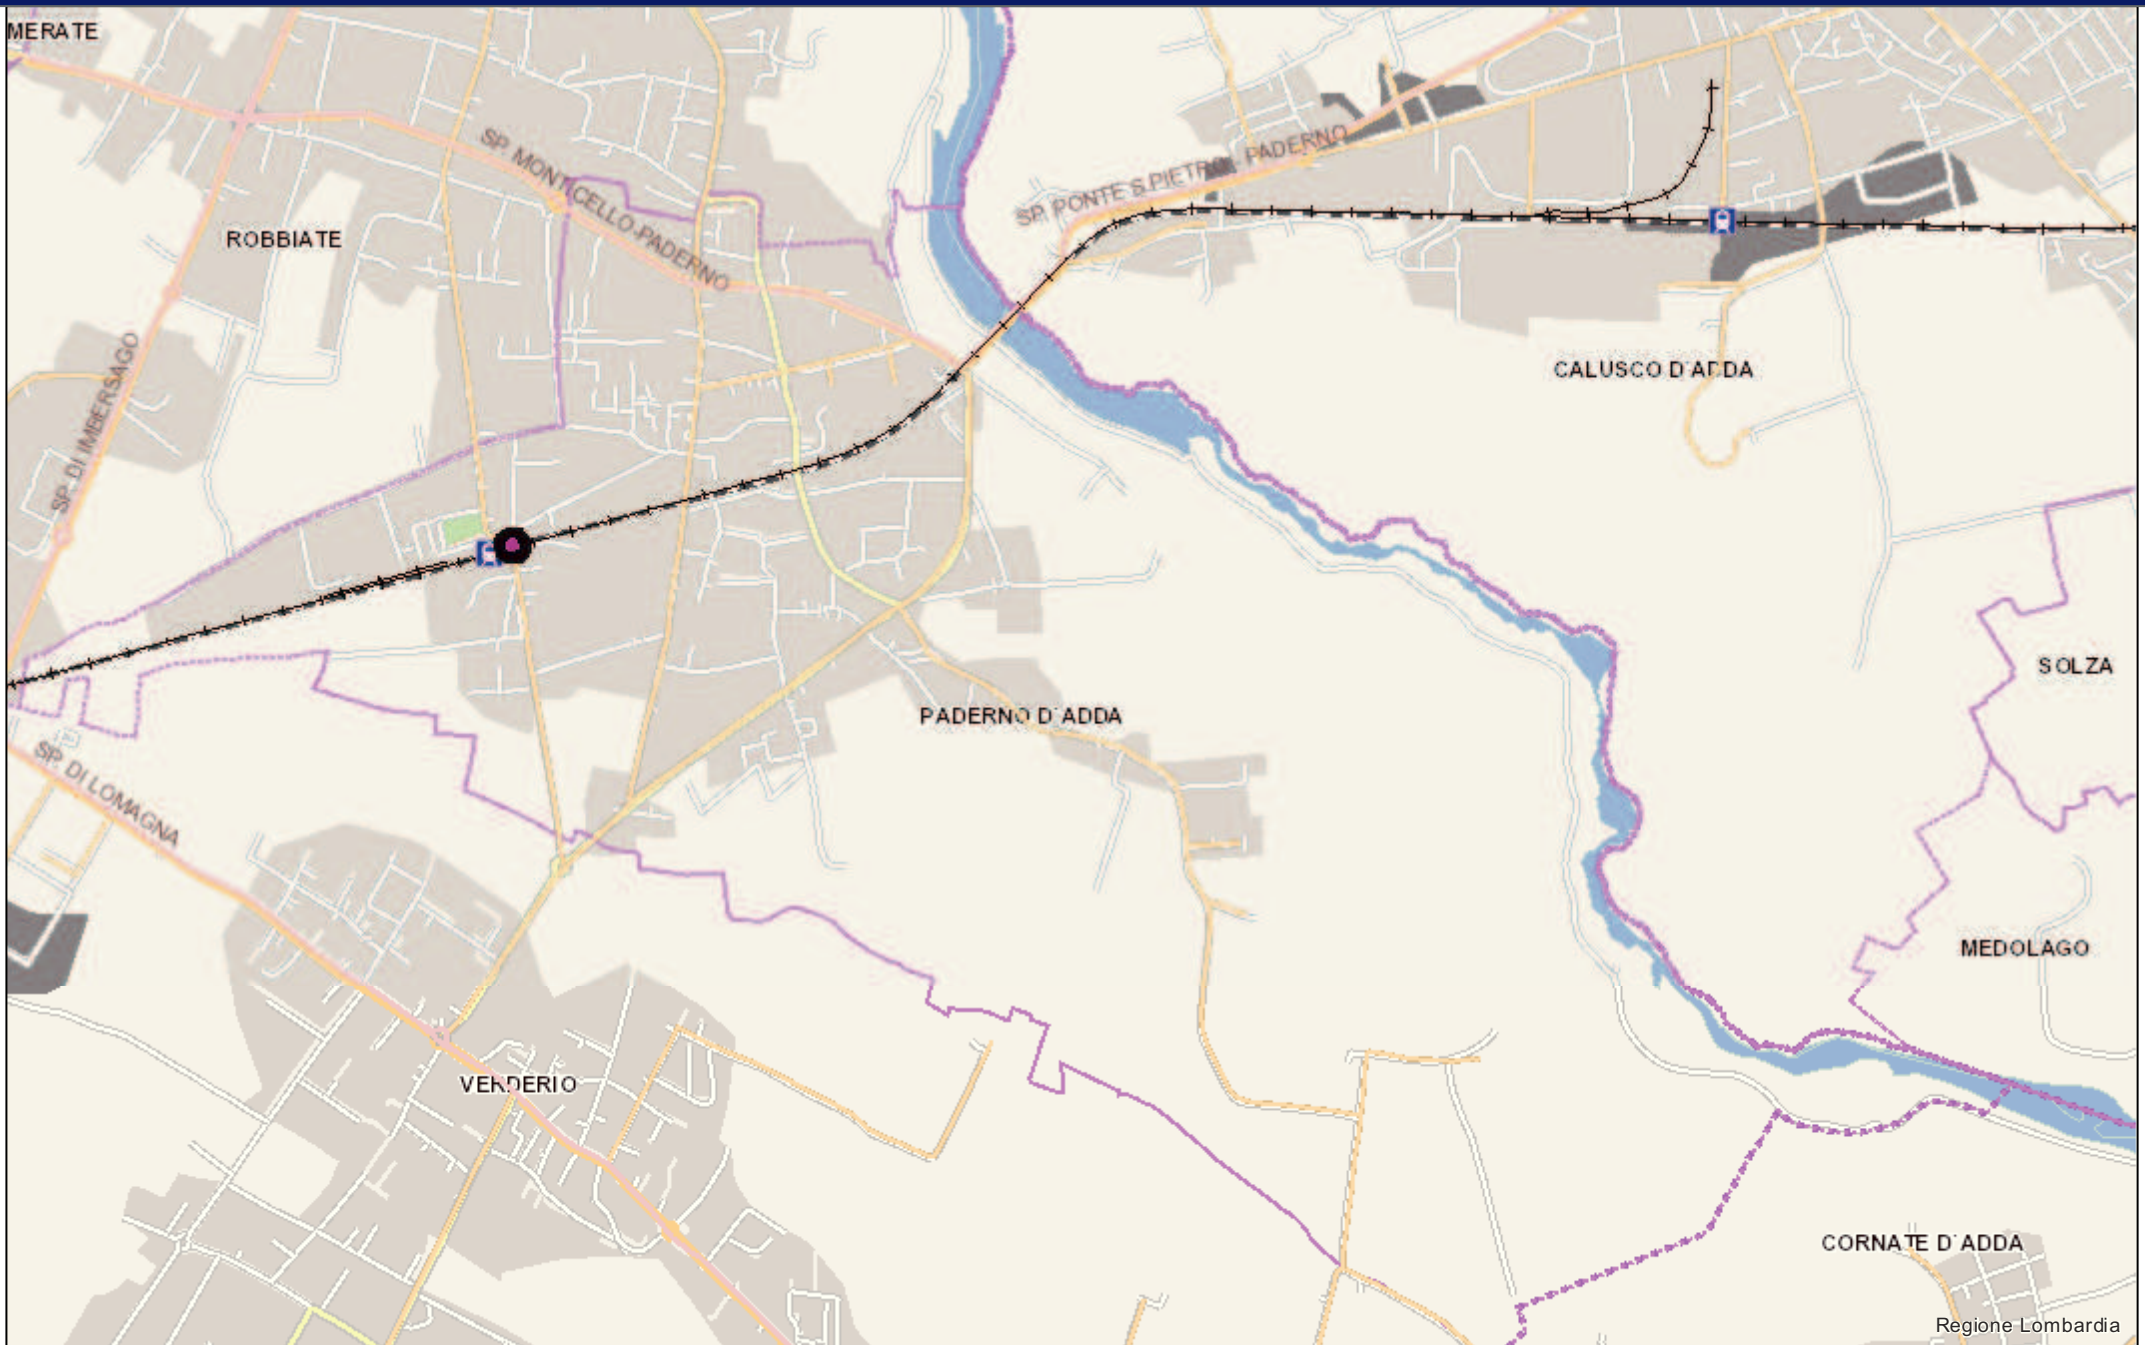 MERATE
SP. MONTICELLO-PADERNO
SP. PONTE S.PIETRO - PADERNO
ROBBIATE
SP. DI IMBERSAGO
CALUSCO D'ADDA
SOLZA
PADERNO D'ADDA
SP. DI LOMAGNA
MEDOLAGO
VERDERIO
CORNATE D'ADDA
Regione Lombardia